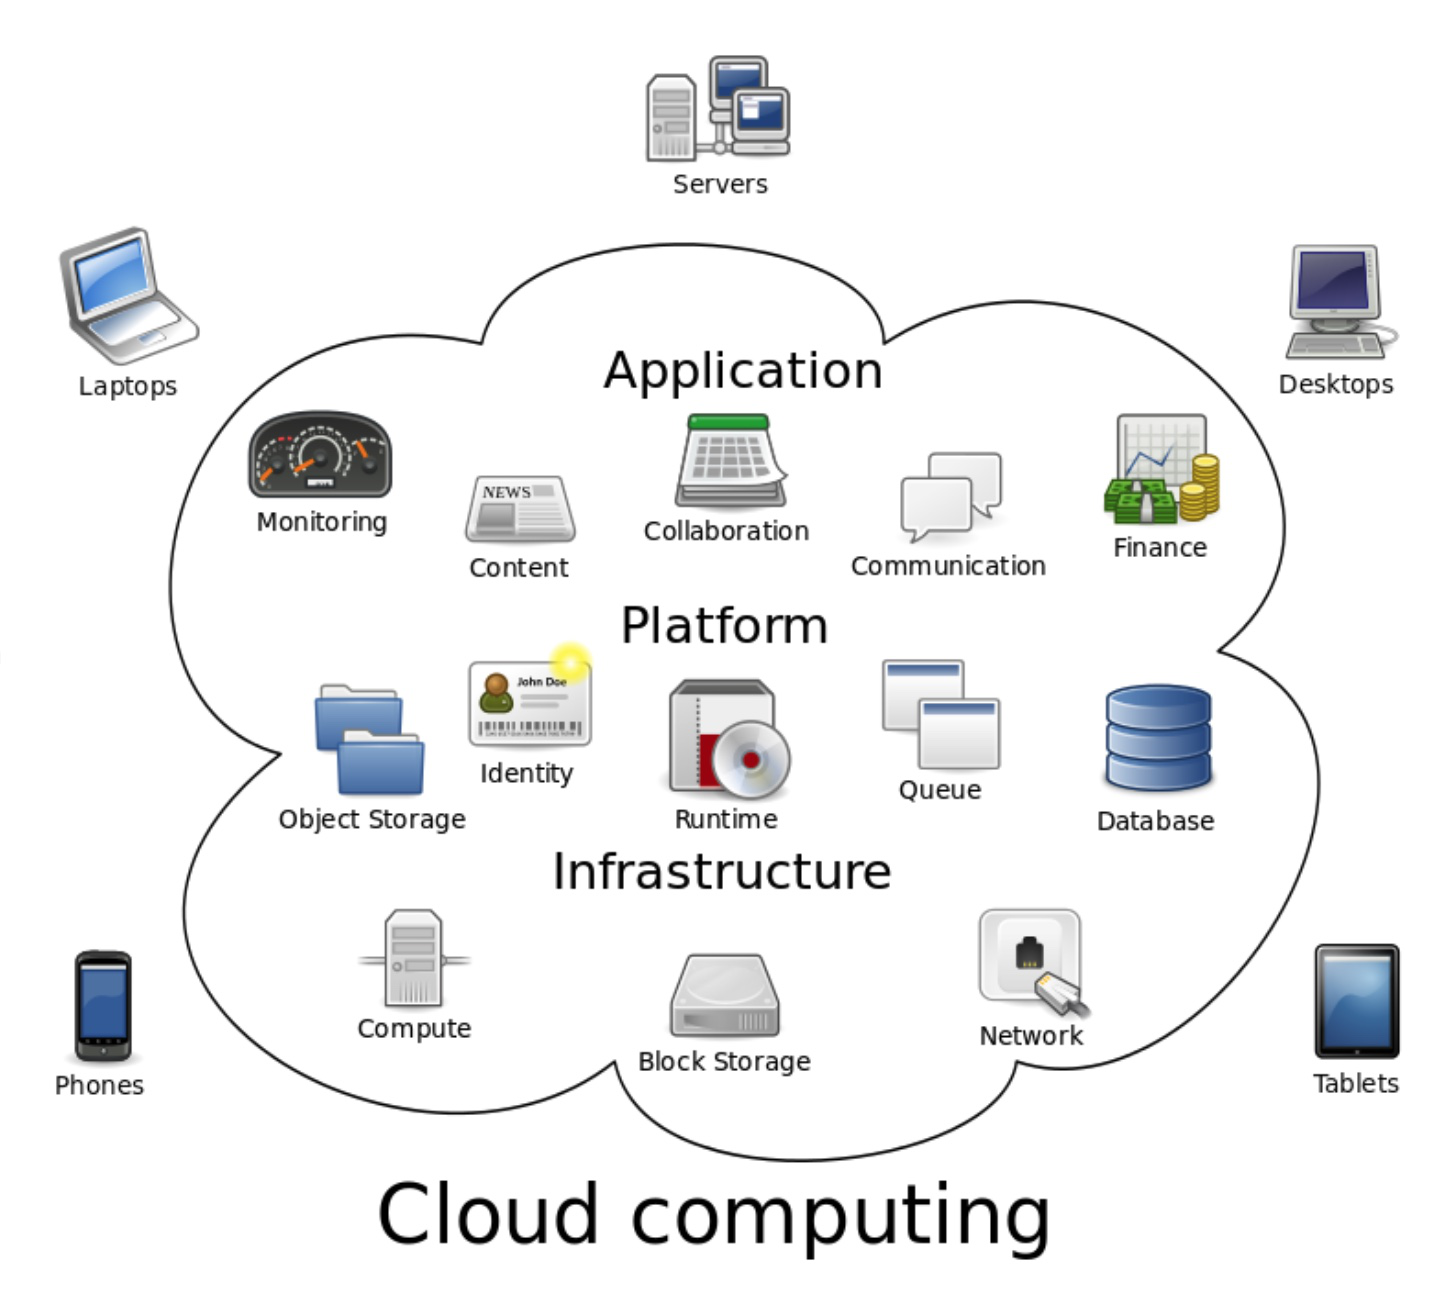 Servers
Laptops
Desktops
Application
Monitoring
NEWS
Content
Collaboration
Communication
Finance
Platform
John Doe
Object Storage
Identity
Runtime
Queue
Database
Infrastructure
Compute
Block Storage
Network
Phones
Tablets
Cloud computing